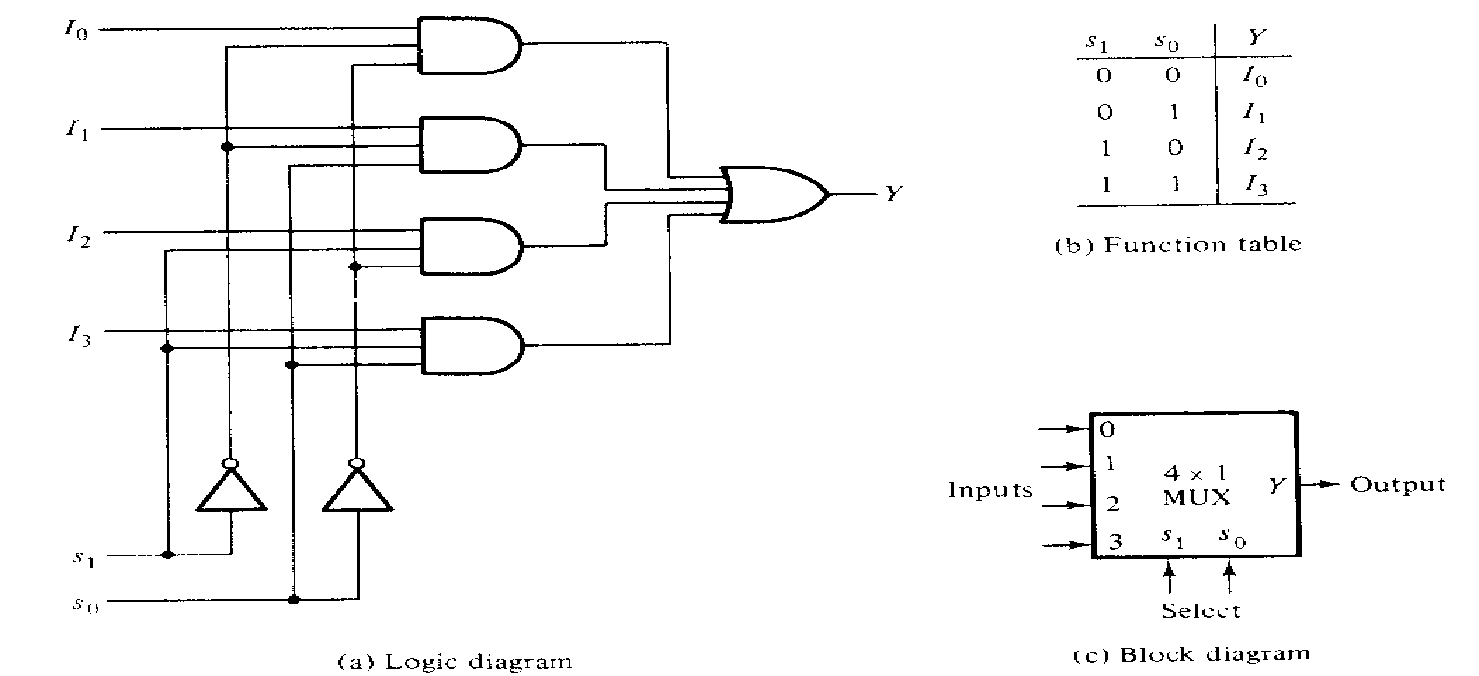 I0
I1
I2
I3
s1
s0
Y
(a) Logic diagram
s1 s0 Y
0 0 I0
0 1 I1
1 0 I2
1 1 I3
(b) Function table
Inputs
0
1
2
3
4 × 1
MUX
s1 s0
Y
Output
Select
(c) Block diagram